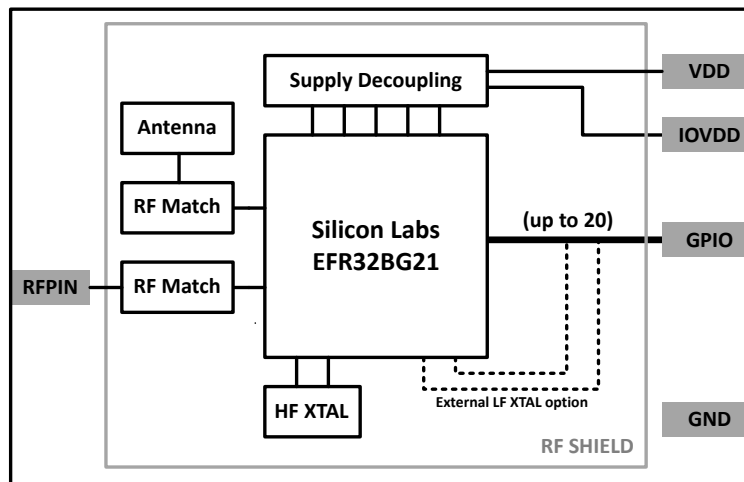 VDD
Supply Decoupling
Antenna
IOVDD
RF Match
Silicon Labs
EFR32BG21
(up to 20)
GPIO
RFPIN
RF Match
External LF XTAL option
HF XTAL
GND
RF SHIELD